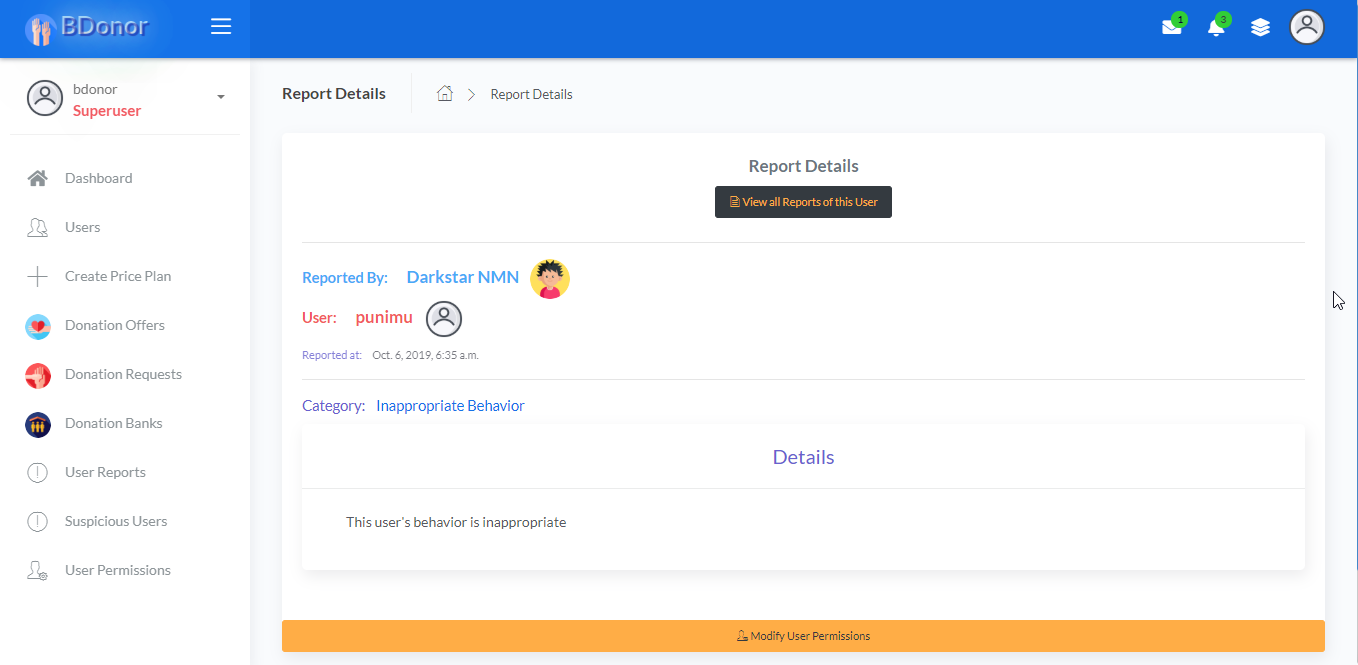 BDonor
1
3
bdonor
Superuser
Report Details
Report Details
Dashboard
Users
Create Price Plan
Donation Offers
Donation Requests
Donation Banks
User Reports
Suspicious Users
User Permissions
Report Details
View all Reports of this User
Reported By: Darkstar NMN
User: punimu
Reported at: Oct. 6, 2019, 6:35 a.m.
Category: Inappropriate Behavior
Details
This user's behavior is inappropriate
Modify User Permissions